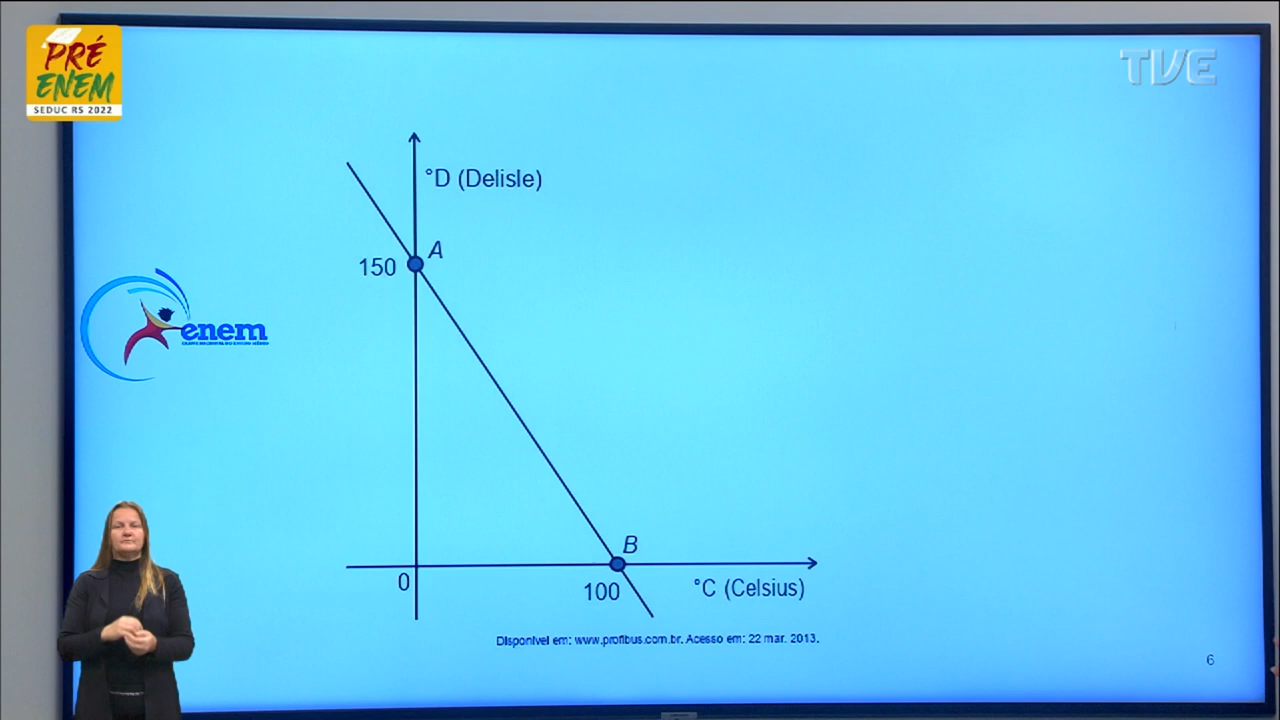 PRÉ
ENEM
SEDUC RS 2022
TVE
°D (Delisle)
A
150
enem
B
0
100
°C (Celsius)
Disponível em: www.profibus.com.br. Acesso em: 22 mar. 2013.
6